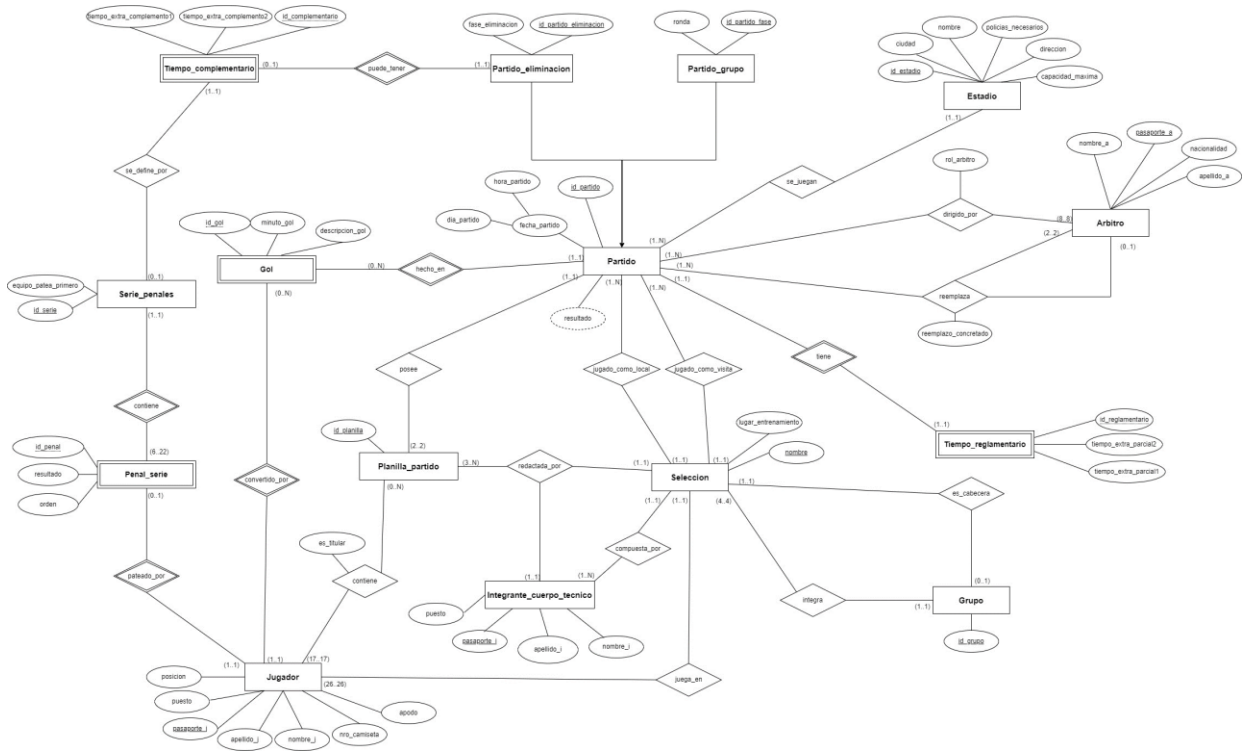 tiempo_extra_complemento1
tiempo_extra_complemento2
id_complementario
Tiempo_complementario
(0..1)
puede_tener
(1..1)
fase_eliminacion
id_partido_eliminacion
Partido_eliminacion
ronda
id_partido_fase
Partido_grupo
ciudad
nombre
policias_necesarios
direccion
id_estadio
capacidad_maxima
Estadio
(1..1)
(1..1)
se_define_por
se_juegan
nombre_a
pasaporte_a
nacionalidad
apellido_a
rol_arbitro
dirigido_por
Arbitro
(8..8)
(2..2)
(0..1)
hora_partido
id_partido
dia_partido
fecha_partido
id_gol
minuto_gol
descripcion_gol
Gol
(0..N)
hecho_en
(1..1)
Partido
(1..N)
(1..N)
(1..N)
(1..1)
(1..1)
(1..N)
(1..N)
(0..N)
resultado
reemplaza
reemplazo_concretado
(0..1)
equipo_patea_primero
Serie_penales
id_serie
(1..1)
posee
jugado_como_local
jugado_como_visita
tiene
contiene
id_planilla
(2..2)
Planilla_partido
(3..N)
redactada_por
(0..N)
lugar_entrenamiento
nombre
(1..1)
(1..1)
(1..1)
Seleccion
(1..1)
(1..1)
(1..1)
(4..4)
(1..1)
id_reglamentario
Tiempo_reglamentario
tiempo_extra_parcial2
tiempo_extra_parcial1
id_penal
(6..22)
resultado
Penal_serie
orden
(0..1)
convertido_por
es_cabecera
es_titular
contiene
compuesta_por
pateado_por
(1..1)
(1..N)
Integrante_cuerpo_tecnico
puesto
pasaporte_i
apellido_i
nombre_i
integra
(0..1)
(1..1)
Grupo
id_grupo
(1..1)
(1..1)
(17..17)
Jugador
(26..26)
juega_en
posicion
puesto
pasaporte_j
apellido_j
nombre_j
nro_camiseta
apodo